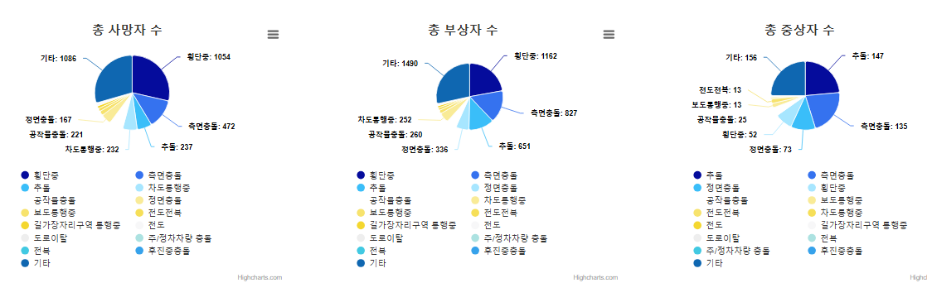 총 사망자 수
기타: 1086
횡단중: 1054
정면충돌: 167
공작물충돌: 221
차도통행중: 232
추돌: 237
측면충돌: 472
횡단중
측면충돌
추돌
차도통행중
공작물충돌
정면충돌
보도통행중
전도전복
길가장자리구역 통행중
전도
도로이탈
주/정차차량 충돌
전복
후진중충돌
기타
Highcharts.com
총 부상자 수
기타: 1490
횡단중: 1162
차도통행중: 252
공작물충돌: 260
정면충돌: 336
추돌: 651
측면충돌: 827
횡단중
측면충돌
추돌
정면충돌
공작물충돌
차도통행중
보도통행중
전도전복
길가장자리구역 통행중
전도
도로이탈
주/정차차량 충돌
전복
후진중충돌
기타
Highcharts.com
총 중상자 수
기타: 156
추돌: 147
전도전복: 13
보도통행중: 13
공작물충돌: 25
횡단중: 52
정면충돌: 73
측면충돌: 135
추돌
측면충돌
정면충돌
횡단중
공작물충돌
보도통행중
전도전복
차도통행중
전도
길가장자리구역 통행중
도로이탈
전복
주/정차차량 충돌
후진중충돌
기타
Highd